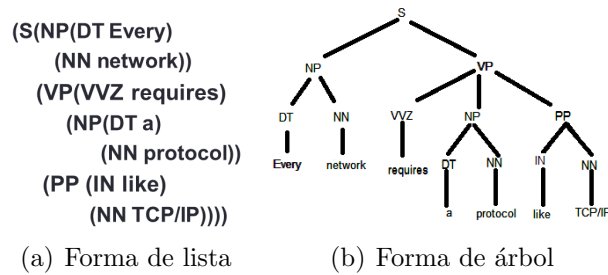 (S(NP(DT Every)
(NN network))
(VP(VVZ requires)
(NP(DT a)
(NN protocol))
(PP (IN like)
(NN TCP/IP))))
(a) Forma de lista
S
NP VP
DT NN VVZ NP PP
Every network requires DT NN IN NN
a protocol like TCP/IP
(b) Forma de árbol